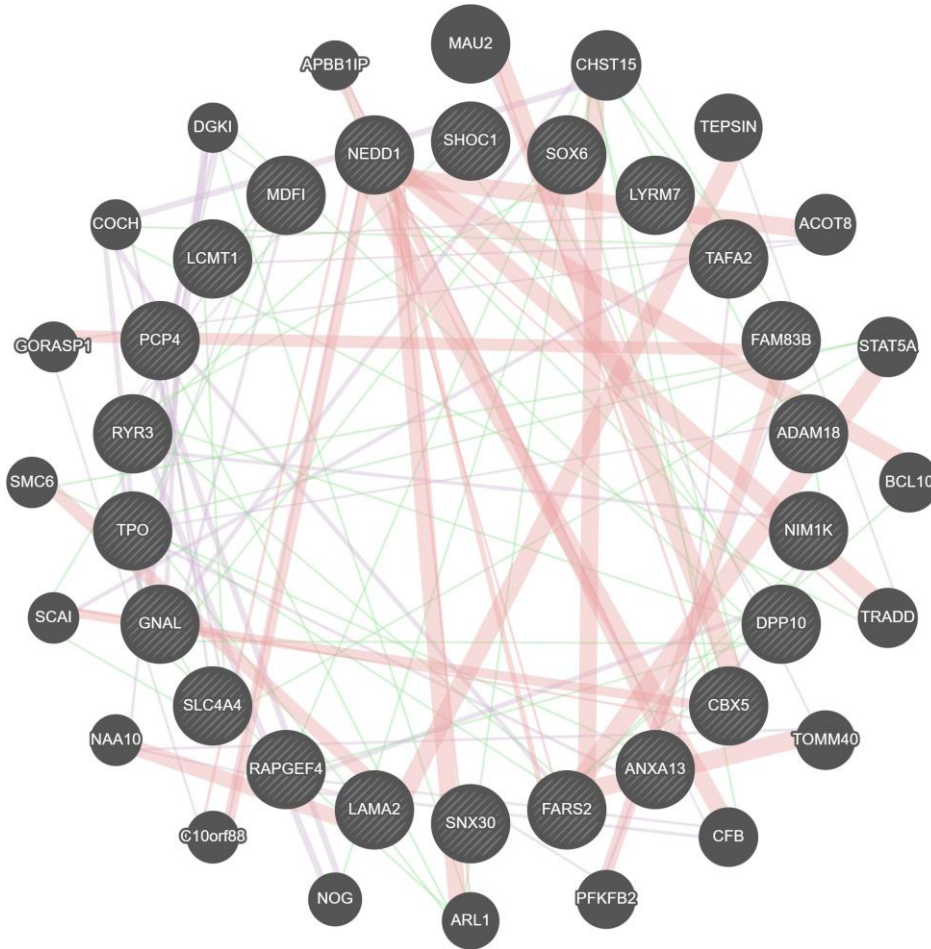 MAU2
APBB1IP
CHST15
DGKI
TEPSIN
NEDD1
SHOC1
SOX6
MDFI
LYRM7
COCH
ACOT8
LCMT1
TAFA2
GORASP1
PCP4
FAM83B
STAT5A
RYR3
ADAM18
SMC6
BCL10
TPO
NIM1K
SCAI
GNAL
DPP10
TRADD
SLC4A4
CBX5
NAA10
TOMM40
RAPGEF4
ANXA13
LAMA2
SNX30
FARS2
C10orf88
CFB
NOG
PFKFB2
ARL1